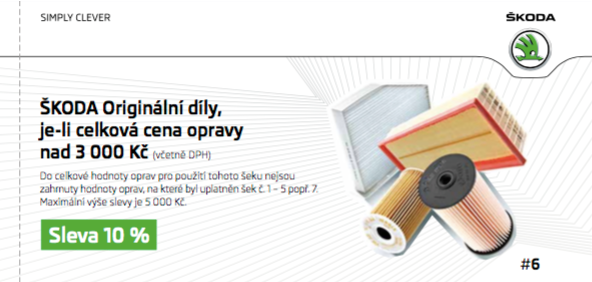 SIMPLY CLEVER
ŠKODA
ŠKODA Originální díly,
je-li celková cena opravy
nad 3 000 Kč (včetně DPH)
Do celkové hodnoty oprav pro použití tohoto šeku nejsou
zahrnuty hodnoty oprav, na které byl uplatněn šek č. 1 – 5 popř. 7.
Maximální výše slevy je 5 000 Kč.
Sleva 10 %
#6